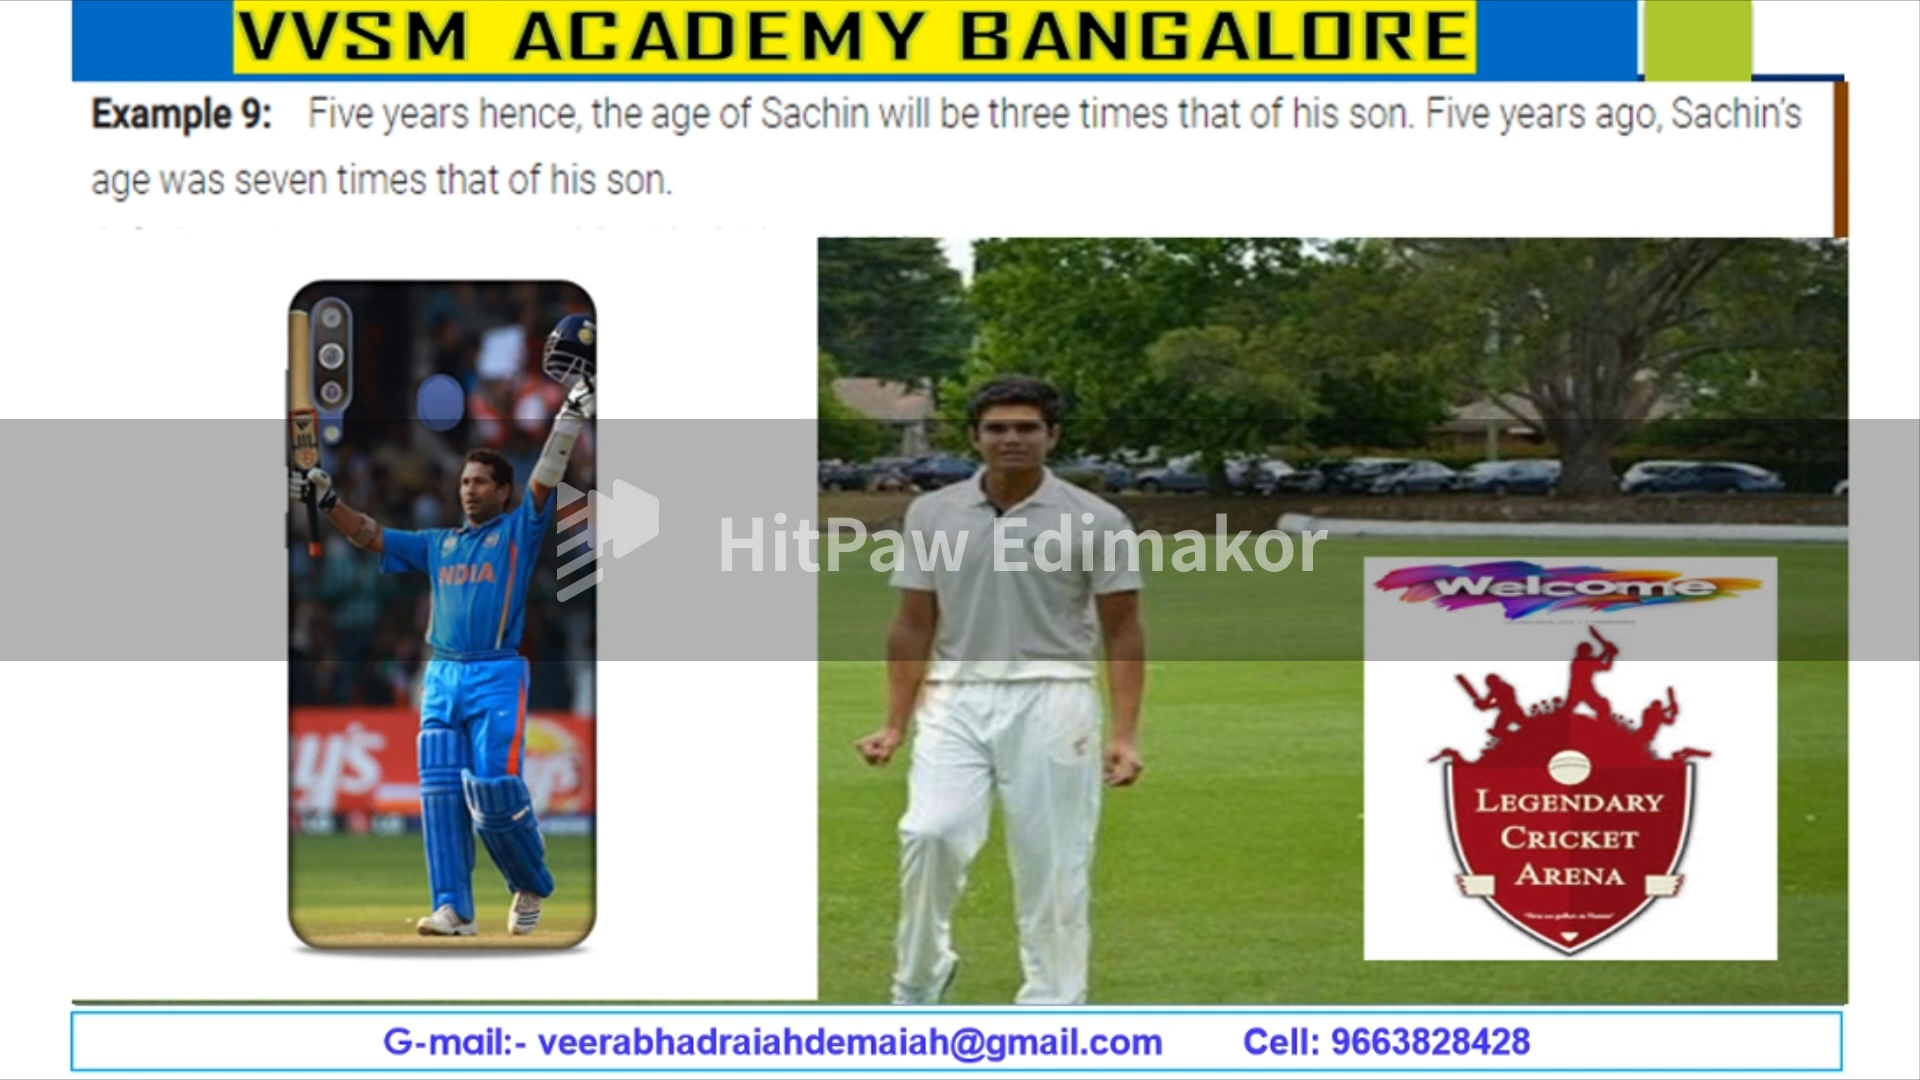 VVSM ACADEMY BANGALORE
Example 9: Five years hence, the age of Sachin will be three times that of his son. Five years ago, Sachin's
age was seven times that of his son.
INDIA
HitPaw Edimakor
Welcome
LEGENDARY
CRICKET
ARENA
G-mail:- veerabhadraiahdemaiah@gmail.com Cell: 9663828428